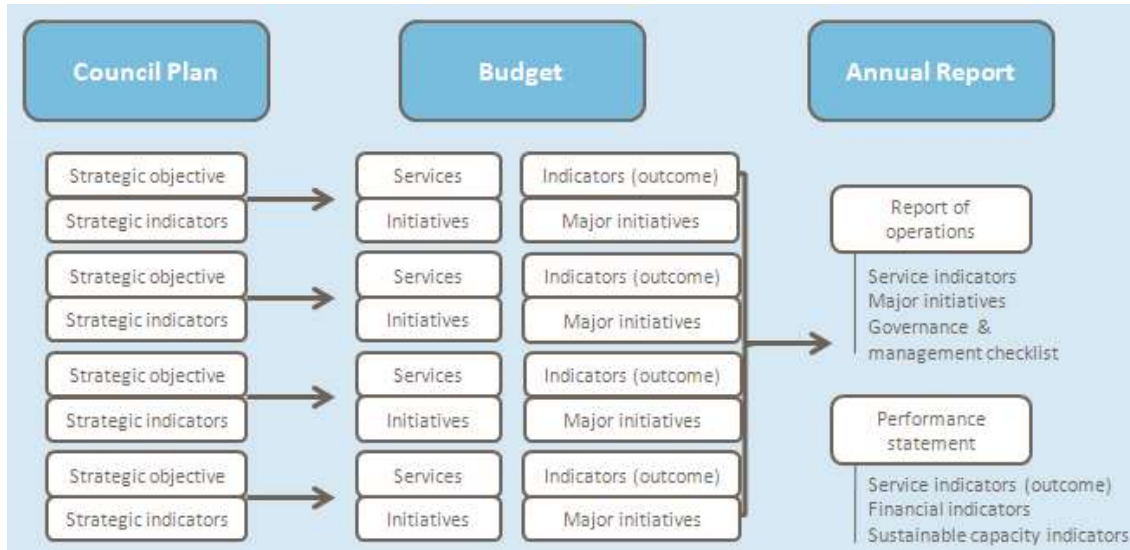 Council Plan
Budget
Annual Report
Strategic objective
Strategic indicators
Strategic objective
Strategic indicators
Strategic objective
Strategic indicators
Strategic objective
Strategic indicators
Services
Initiatives
Services
Initiatives
Services
Initiatives
Services
Initiatives
Indicators (outcome)
Major initiatives
Indicators (outcome)
Major initiatives
Indicators (outcome)
Major initiatives
Indicators (outcome)
Major initiatives
Report of
operations
Service indicators
Major initiatives
Governance &
management checklist
Performance
statement
Service indicators (outcome)
Financial indicators
Sustainable capacity indicators